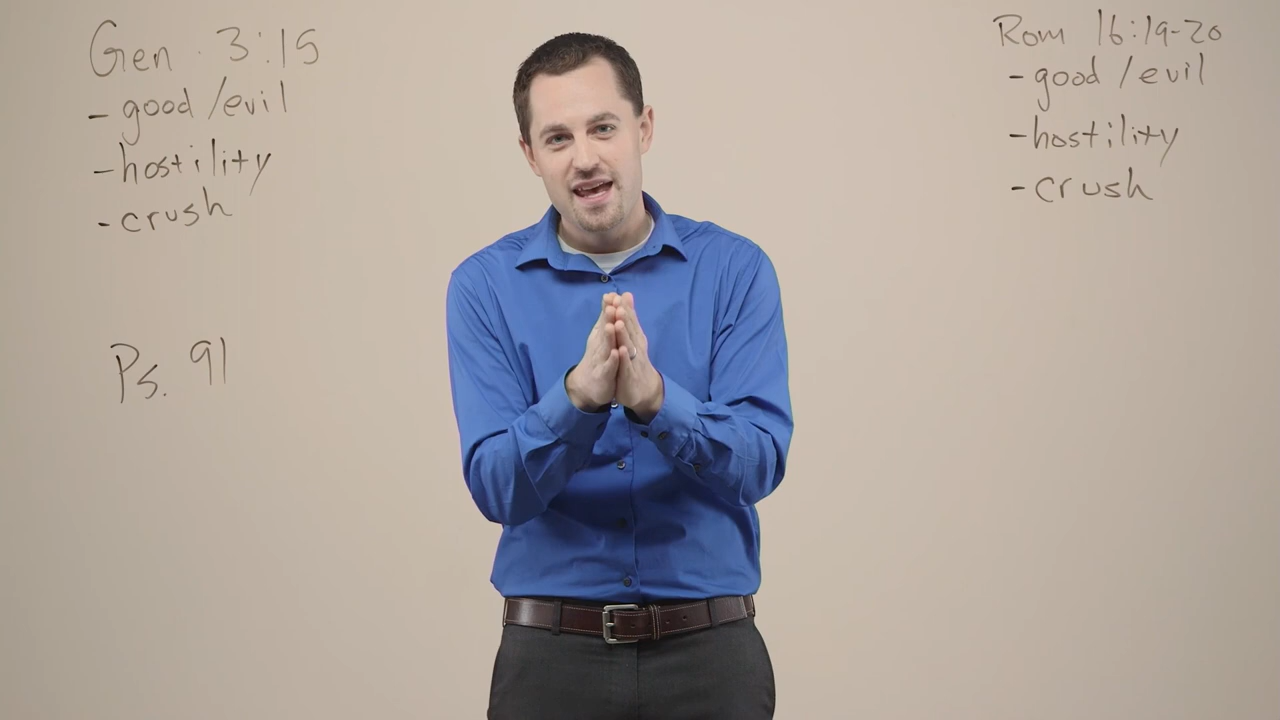 Gen. 3:15
- good/evil
- hostility
- crush
Ps. 91
Rom 16:19-20
- good/evil
- hostility
- crush